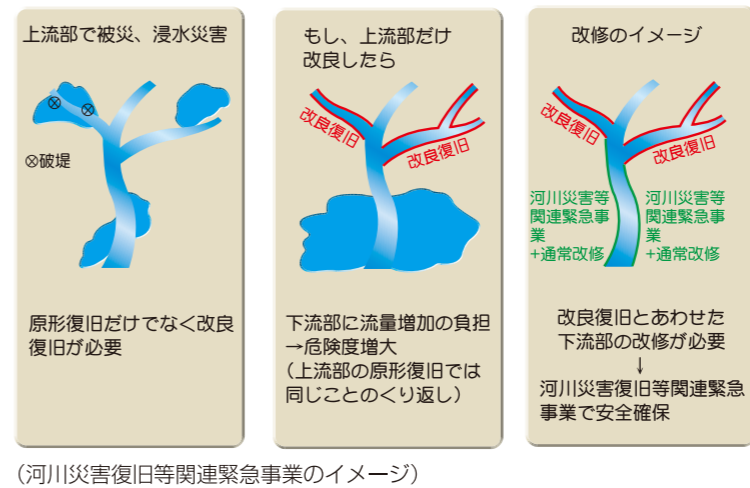 上流部で被災、浸水災害
⊗破堤
原形復旧だけでなく改良
復旧が必要
もし、上流部だけ
改良したら
改良復旧
改良復旧
下流部に流量増加の負担
→危険度増大
（上流部の原形復旧では
同じことのくり返し）
改修のイメージ
改良復旧
改良復旧
河川災害等
関連緊急事
業
+通常改修
河川災害等
関連緊急事
業
+通常改修
改良復旧とあわせた
下流部の改修が必要
↓
河川災害復旧等関連緊急
事業で安全確保
（河川災害復旧等関連緊急事業のイメージ）